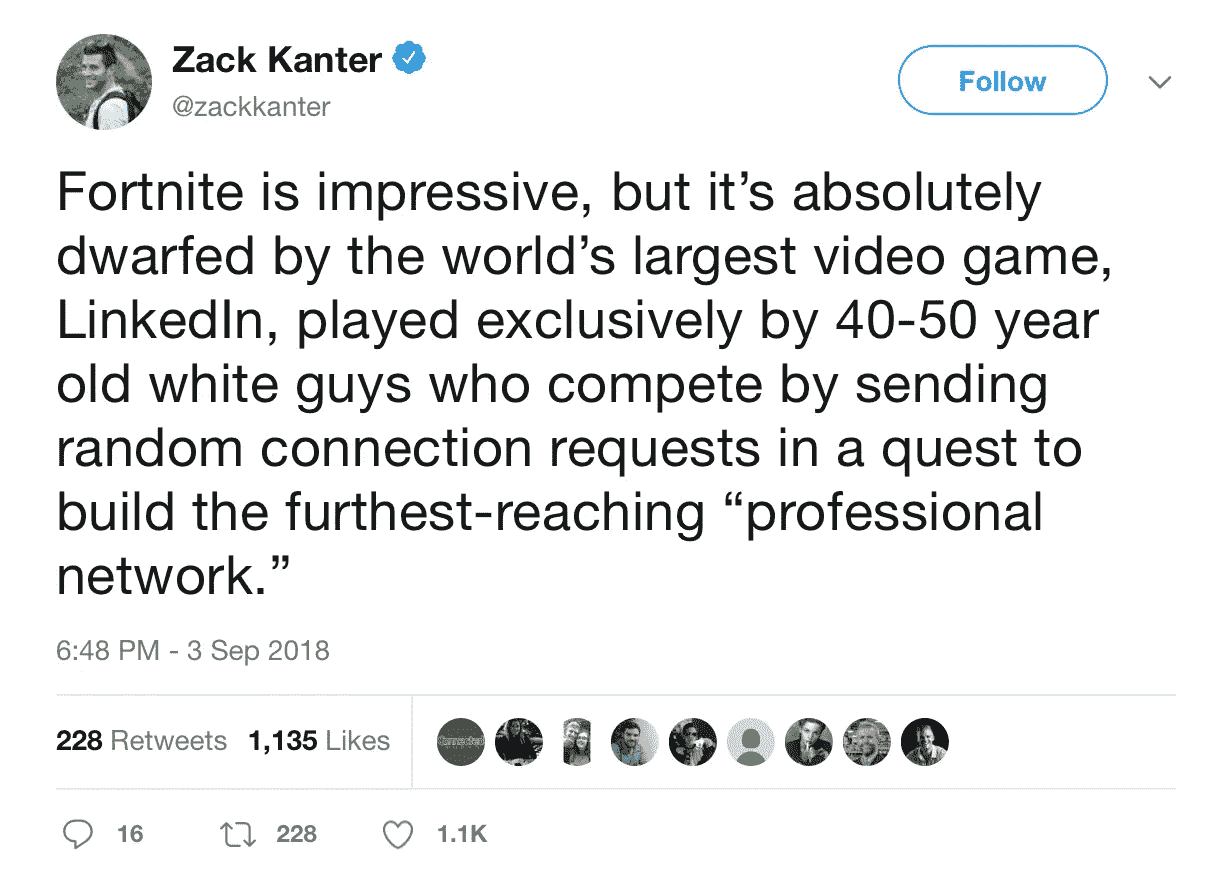 Zack Kanter
@zackkanter
Follow
Fortnite is impressive, but it’s absolutely
dwarfed by the world’s largest video game,
LinkedIn, played exclusively by 40-50 year
old white guys who compete by sending
random connection requests in a quest to
build the furthest-reaching “professional
network.”
6:48 PM - 3 Sep 2018
228 Retweets 1,135 Likes
Connected
16 228 1.1K